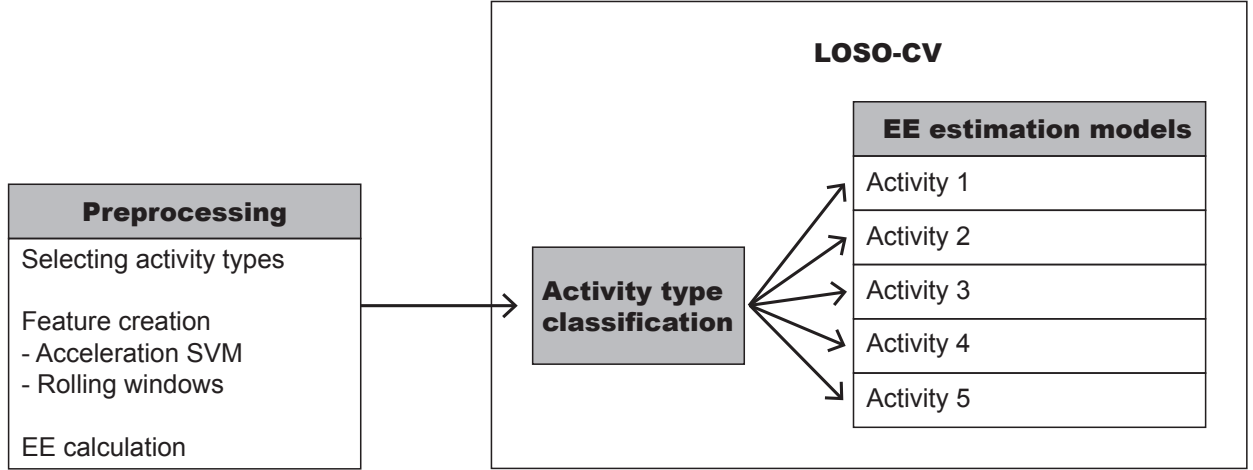 Preprocessing
Selecting activity types
Feature creation
- Acceleration SVM
- Rolling windows
EE calculation
LOSO-CV
Activity type
classification
EE estimation models
Activity 1
Activity 2
Activity 3
Activity 4
Activity 5